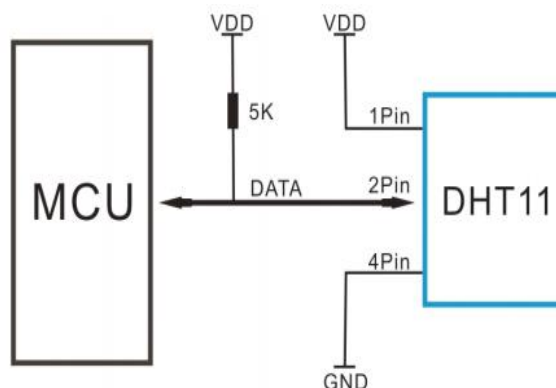 VDD
VDD
5K
1Pin
MCU
DATA
2Pin
DHT11
4Pin
GND